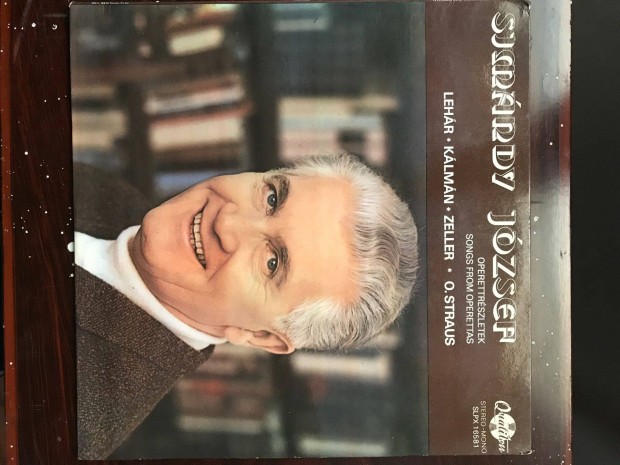 SIMÁNDY JÓZSEF
OPERETTRÉSZLETEK
SONGS FROM OPERETTAS
LEHÁR • KÁLMÁN • ZELLER • O. STRAUS
Qualiton
STEREO-MONO
SLPX 16581